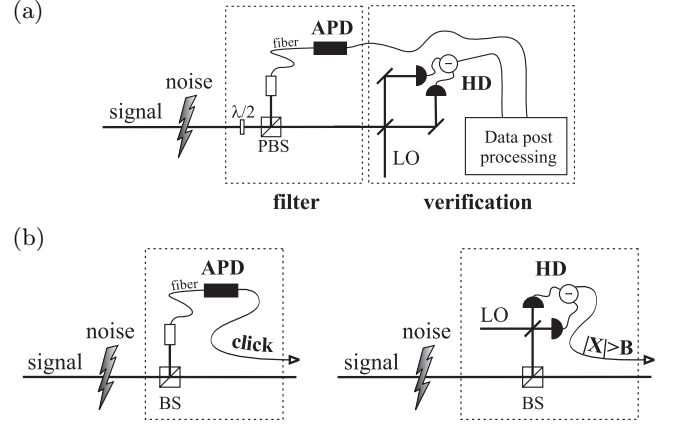 (a)
APD
fiber
noise
signal
λ/2
PBS
HD
LO
Data post
processing
filter
verification
(b)
APD
fiber
noise
click
signal
BS
HD
LO
noise
|X|>B
signal
BS